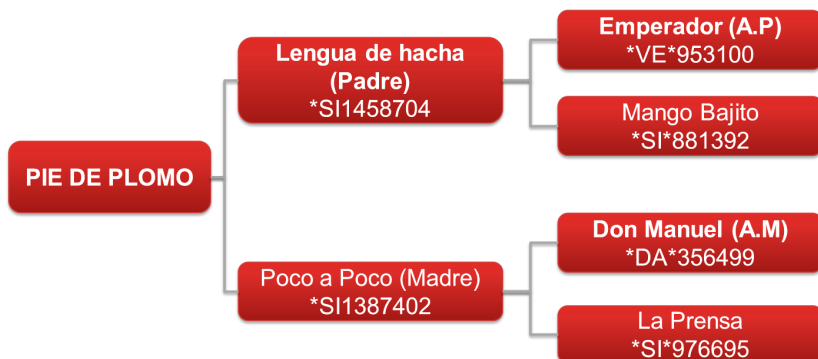 PIE DE PLOMO
Lengua de hacha
(Padre)
*SI1458704
Poco a Poco (Madre)
*SI1387402
Emperador (A.P)
*VE*953100
Mango Bajito
*SI*881392
Don Manuel (A.M)
*DA*356499
La Prensa
*SI*976695